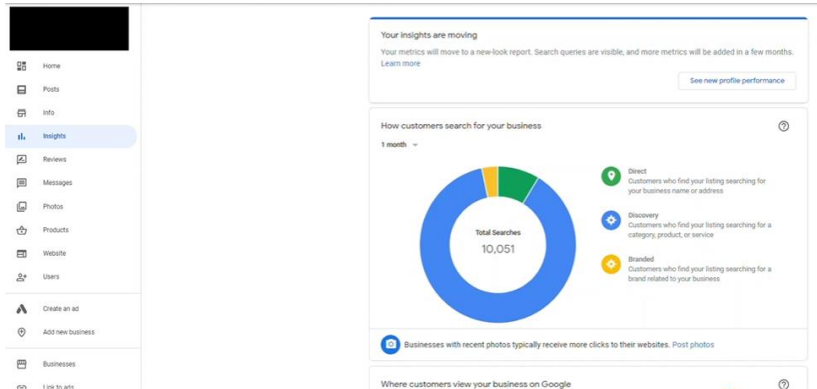 Home
Posts
Info
Insights
Reviews
Messages
Photos
Products
Website
Users
Create an ad
Add new business
Businesses
Link to ads
Your insights are moving
Your metrics will move to a new-look report. Search queries are visible, and more metrics will be added in a few months.
Learn more
See new profile performance
How customers search for your business
1 month
Total Searches
10,051
Direct
Customers who find your listing searching for
your business name or address
Discovery
Customers who find your listing searching for a
category, product, or service
Branded
Customers who find your listing searching for a
brand related to your business
Businesses with recent photos typically receive more clicks to their websites. Post photos
Where customers view your business on Google